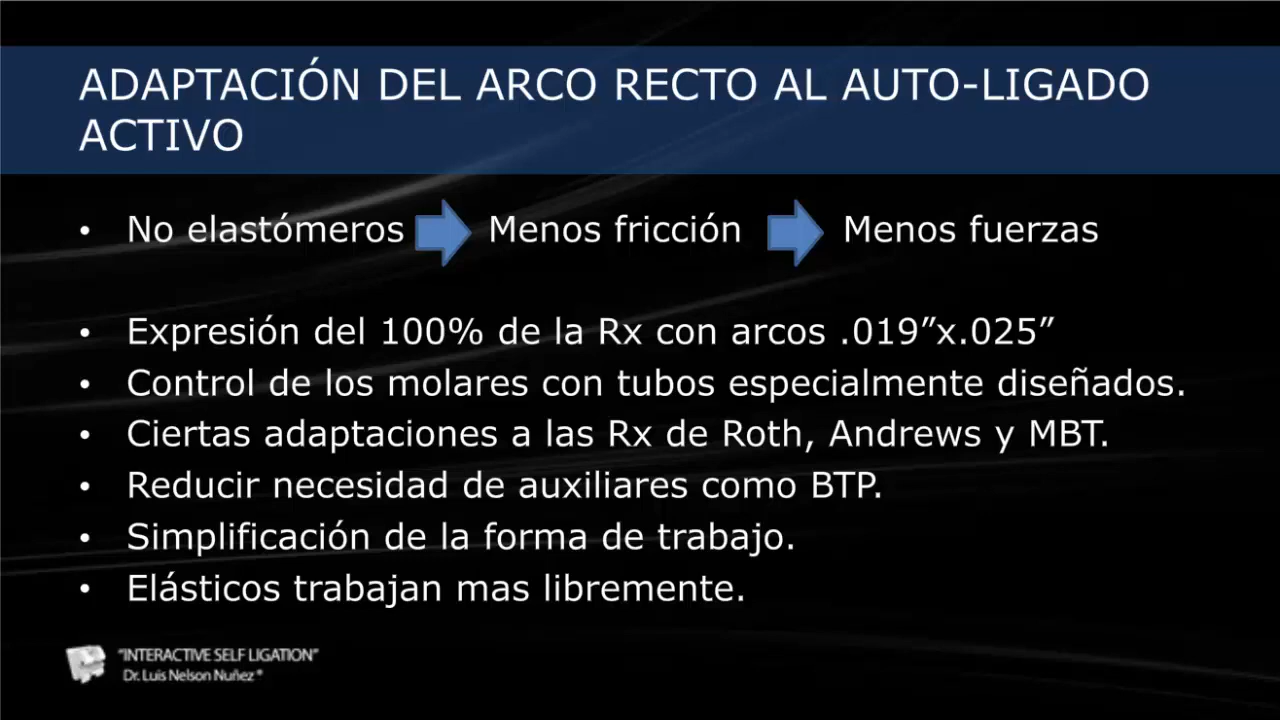 ADAPTACIÓN DEL ARCO RECTO AL AUTO-LIGADO
ACTIVO
• No elastómeros Menos fricción Menos fuerzas
• Expresión del 100% de la Rx con arcos .019”x.025”
• Control de los molares con tubos especialmente diseñados.
• Ciertas adaptaciones a las Rx de Roth, Andrews y MBT.
• Reducir necesidad de auxiliares como BTP.
• Simplificación de la forma de trabajo.
• Elásticos trabajan mas libremente.
“INTERACTIVE SELF LIGATION”
Dr. Luis Nelson Nuñez ®